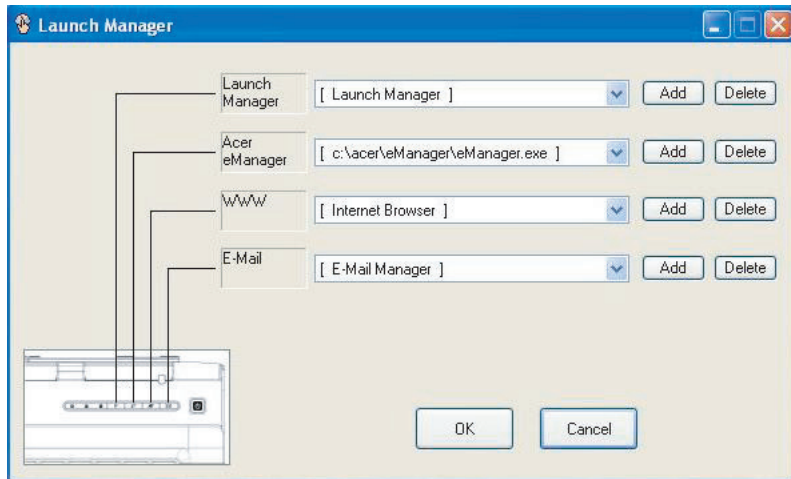 Launch Manager
Launch
Manager
[ Launch Manager ]
Add
Delete
Acer
eManager
[ c:\acer\eManager\eManager.exe ]
Add
Delete
WWW
[ Internet Browser ]
Add
Delete
E-Mail
[ E-Mail Manager ]
Add
Delete
OK
Cancel